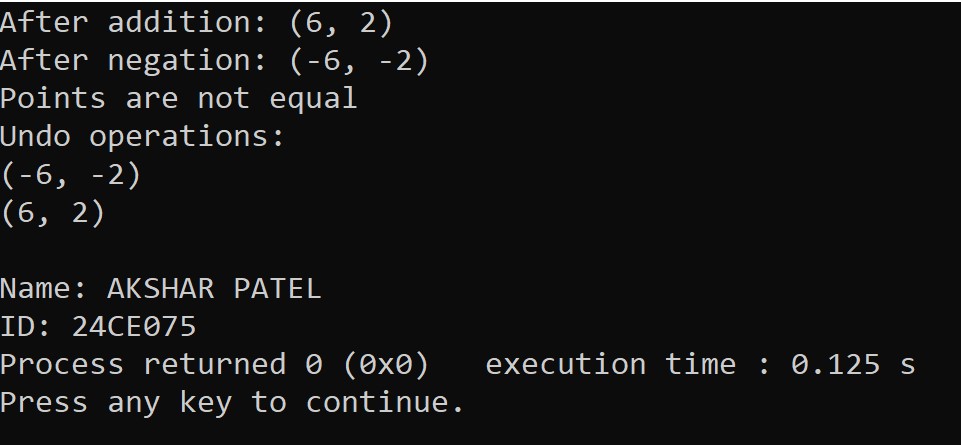 After addition: (6, 2)
After negation: (-6, -2)
Points are not equal
Undo operations:
(-6, -2)
(6, 2)

Name: AKSHAR PATEL
ID: 24CE075
Process returned 0 (0x0)   execution time : 0.125 s
Press any key to continue.